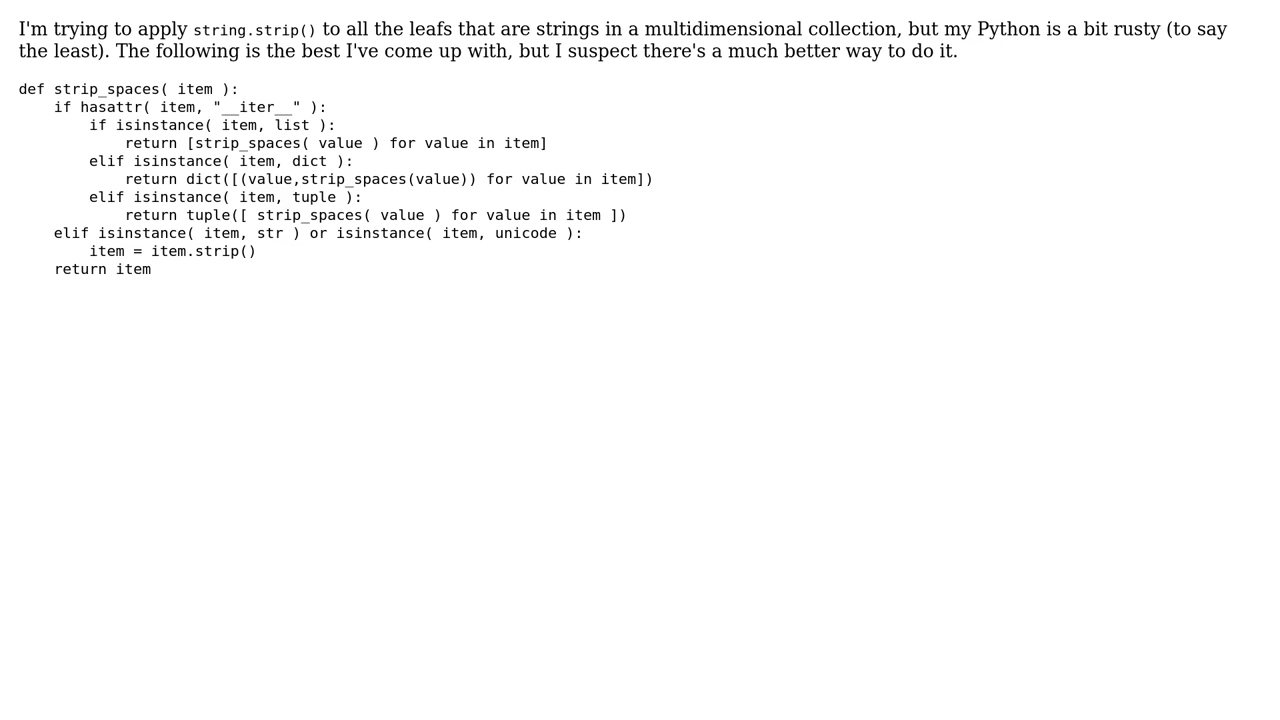 I'm trying to apply string.strip() to all the leafs that are strings in a multidimensional collection, but my Python is a bit rusty (to say
the least). The following is the best I've come up with, but I suspect there's a much better way to do it.
def strip_spaces( item ):
    if hasattr( item, "__iter__" ):
        if isinstance( item, list ):
            return [strip_spaces( value ) for value in item]
        elif isinstance( item, dict ):
            return dict([(value,strip_spaces(value)) for value in item])
        elif isinstance( item, tuple ):
            return tuple([ strip_spaces( value ) for value in item ])
    elif isinstance( item, str ) or isinstance( item, unicode ):
        item = item.strip()
    return item